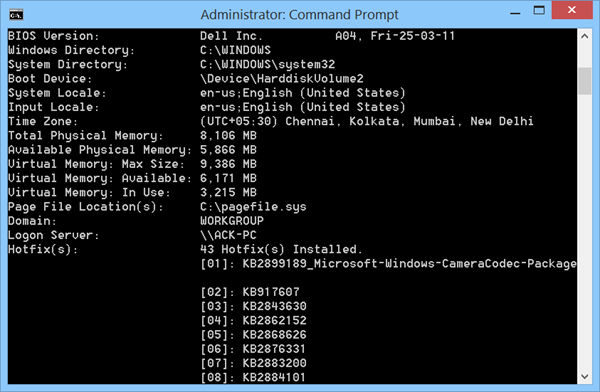 Administrator: Command Prompt
BIOS Version: Dell Inc. A04, Fri-25-03-11
Windows Directory: C:\WINDOWS
System Directory: C:\WINDOWS\system32
Boot Device: \Device\HarddiskVolume2
System Locale: en-us;English (United States)
Input Locale: en-us;English (United States)
Time Zone: (UTC+05:30) Chennai, Kolkata, Mumbai, New Delhi
Total Physical Memory: 8,106 MB
Available Physical Memory: 5,866 MB
Virtual Memory: Max Size: 9,386 MB
Virtual Memory: Available: 6,171 MB
Virtual Memory: In Use: 3,215 MB
Page File Location(s): C:\pagefile.sys
Domain: WORKGROUP
Logon Server: \\ACK-PC
Hotfix(s): 43 Hotfix(s) Installed.
[01]: KB2899189_Microsoft-Windows-CameraCodec-Package
[02]: KB917607
[03]: KB2843630
[04]: KB2862152
[05]: KB2868626
[06]: KB2876331
[07]: KB2883200
[08]: KB2884101